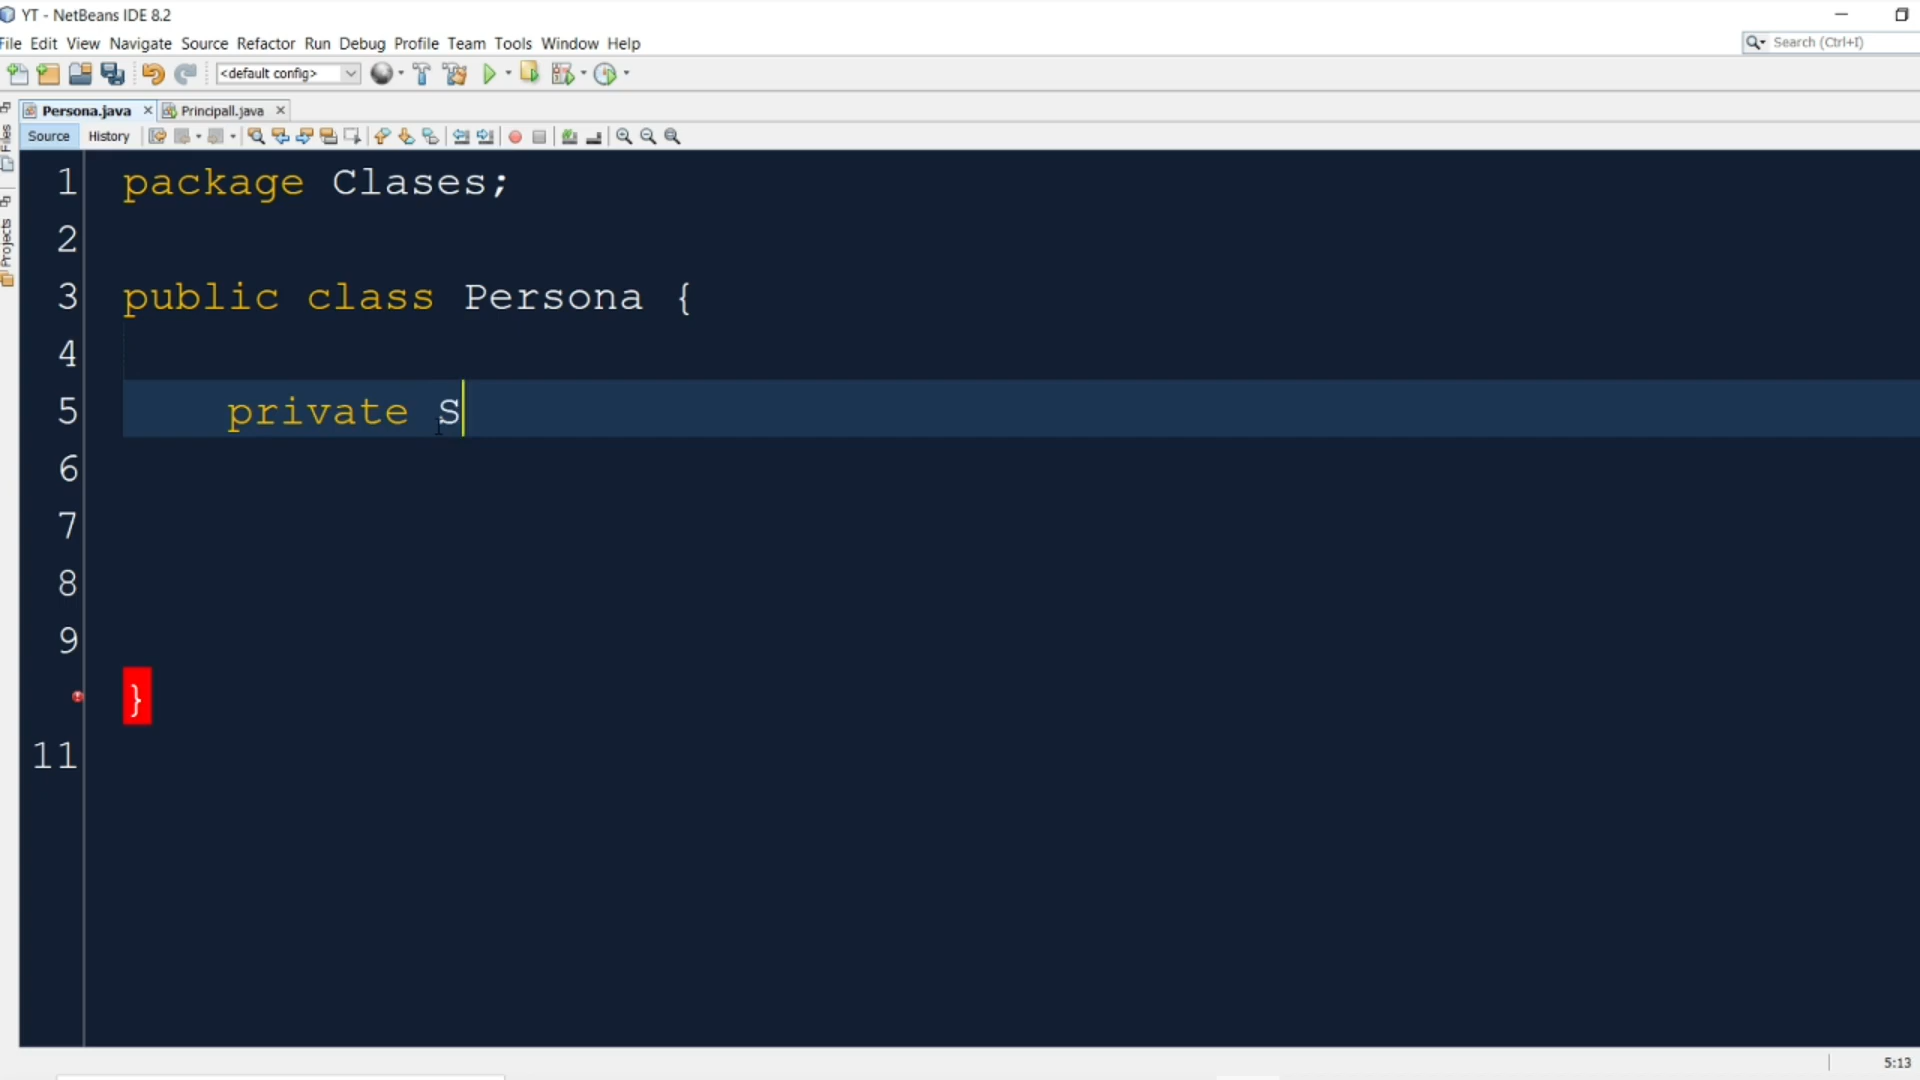 YT - NetBeans IDE 8.2
File Edit View Navigate Source Refactor Run Debug Profile Team Tools Window Help
Search (Ctrl+I)
<default config>
Persona.java Principall.java
Source History
Files
Projects
1 package Clases;
2
3 public class Persona {
4
5 private S
6
7
8
9
}
11
5:13